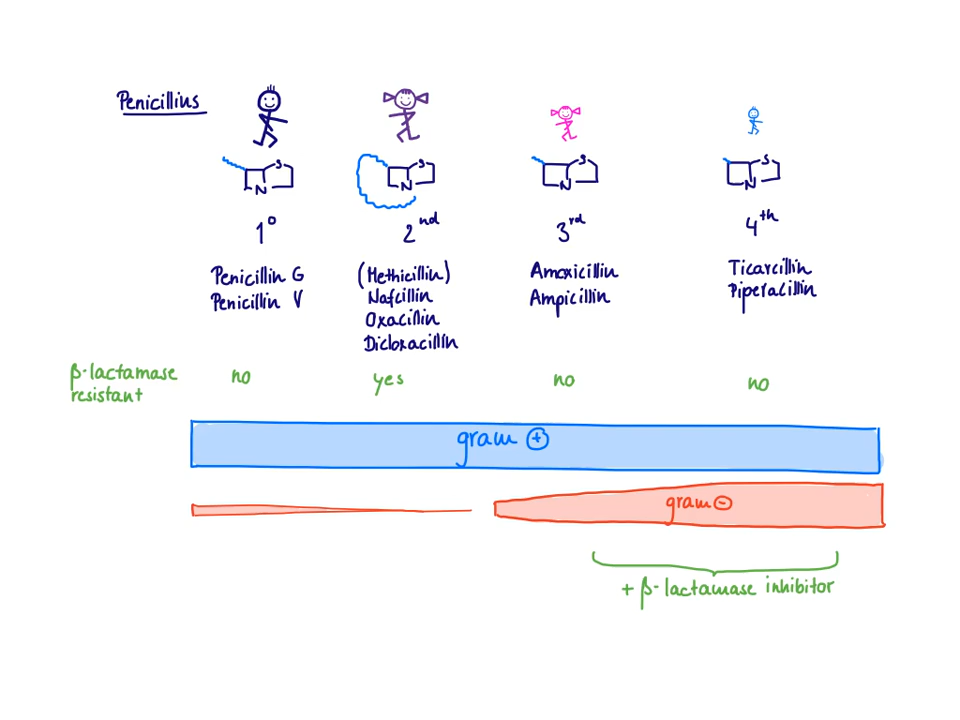 Penicillins
S
N
S
N
S
N
S
N
1°
2nd
3rd
4th
Penicillin G
Penicillin V
(Methicillin)
Nafcillin
Oxacillin
Dicloxacillin
Amoxicillin
Ampicillin
Ticarcillin
Piperacillin
β-lactamase
resistant
no
yes
no
no
gram ⊕
gram ⊖
+ β-lactamase inhibitor